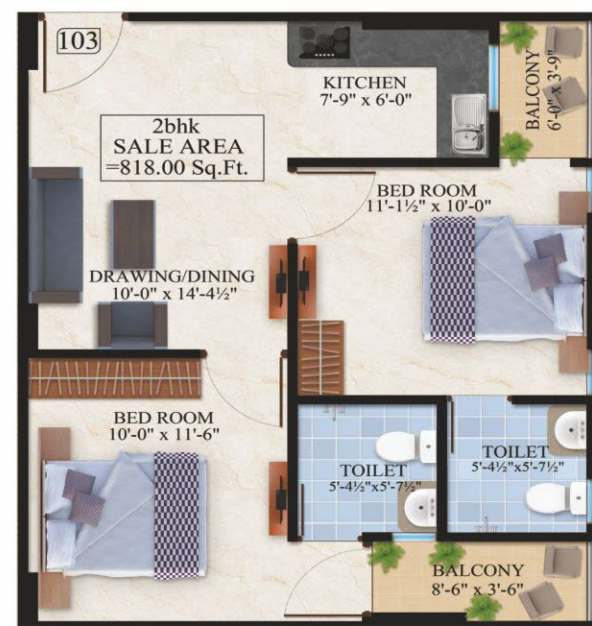 103
2bhk
SALE AREA
=818.00 Sq.Ft.
KITCHEN
7'-9" x 6'-0"
BALCONY
6'-0" x 3'-9"
BED ROOM
11'-1½" x 10'-0"
DRAWING/DINING
10'-0" x 14'-4½"
BED ROOM
10'-0" x 11'-6"
TOILET
5'-4½"x5'-7½"
TOILET
5'-4½"x5'-7½"
BALCONY
8'-6" x 3'-6"